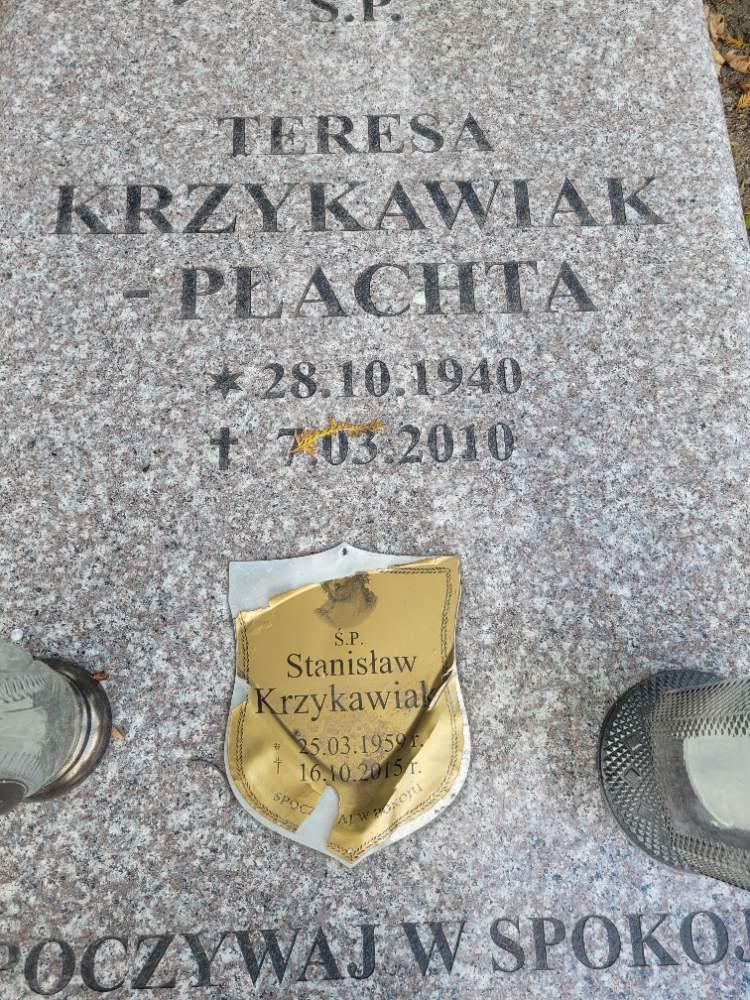 Ś.P.
TERESA
KRZYKAWIAK
- PŁACHTA
✶ 28.10.1940
✝ 7.03.2010
Ś.P.
Stanisław
Krzykawiak
* 25.03.1959 r.
† 16.10.2015 r.
W POKOJU
POCZYWAJ W SPOKOJ